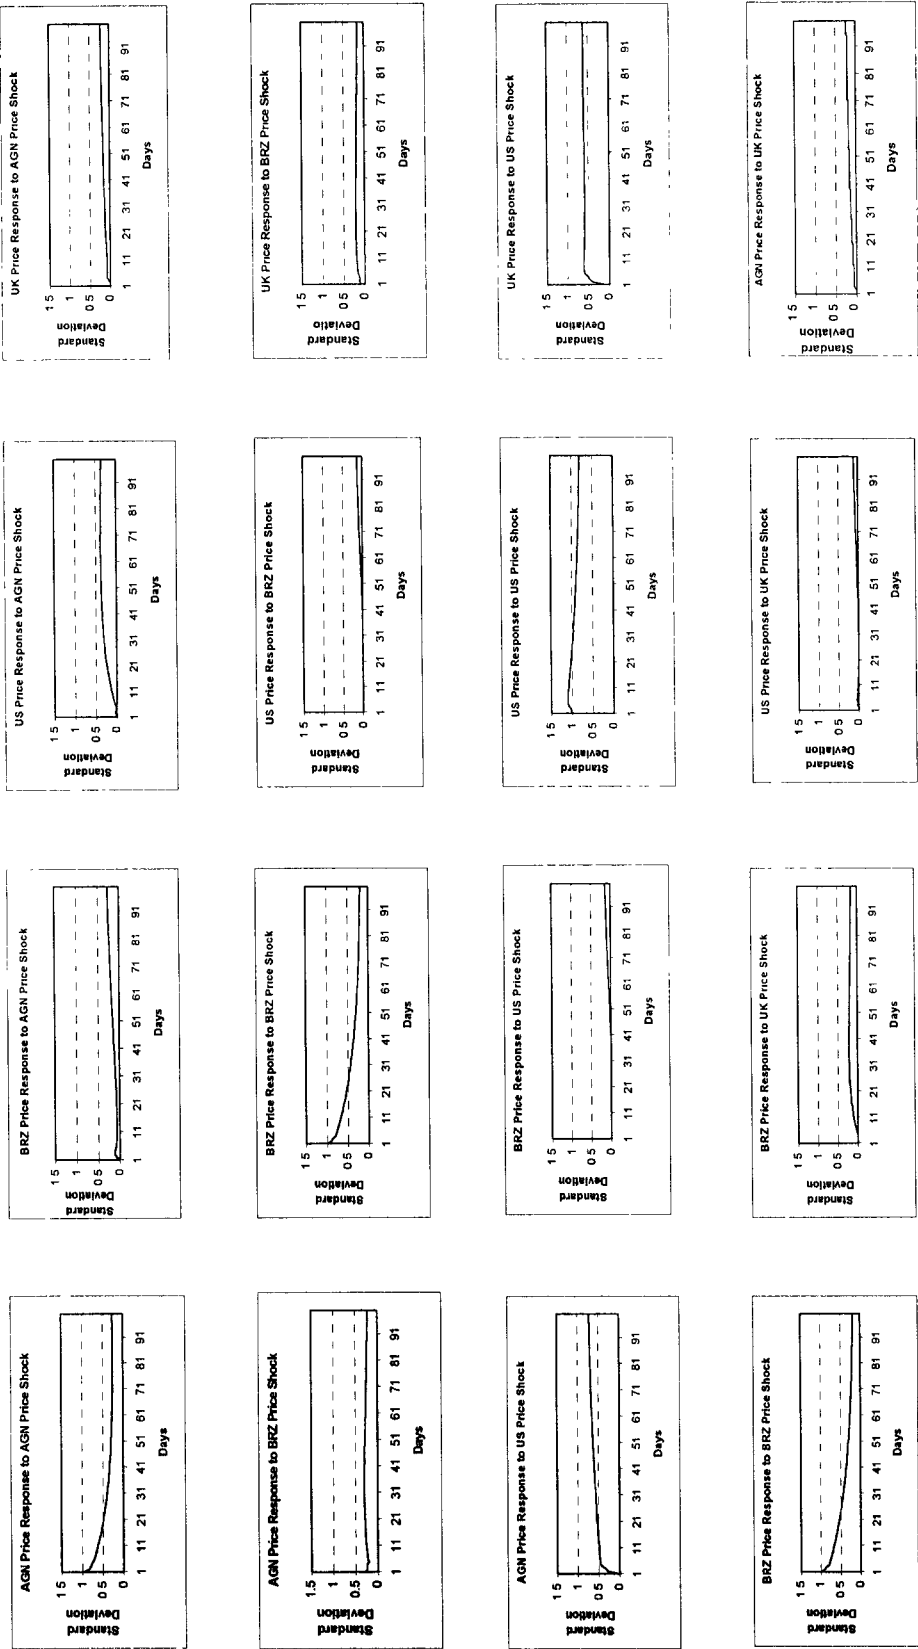 AGN Price Response to AGN Price Shock
Standard
Deviation
1 5
1
0 5
0
1 11 21 31 41 51 61 71 81 91
Days
BRZ Price Response to AGN Price Shock
Standard
Deviation
1 5
1
0 5
0
1 11 21 31 41 51 61 71 81 91
Days
US Price Response to AGN Price Shock
Standard
Deviation
1 5
1
0 5
0
1 11 21 31 41 51 61 71 81 91
Days
UK Price Response to AGN Price Shock
Standard
Deviation
1 5
1
0 5
0
1 11 21 31 41 51 61 71 81 91
Days
AGN Price Response to BRZ Price Shock
Standard
Deviation
1.5
1
0.5
0
1 11 21 31 41 51 61 71 81 91
Days
BRZ Price Response to BRZ Price Shock
Standard
Deviation
1 5
1
0 5
0
1 11 21 31 41 51 61 71 81 91
Days
US Price Response to BRZ Price Shock
Standard
Deviation
1 5
1
0 5
0
1 11 21 31 41 51 61 71 81 91
Days
UK Price Response to BRZ Price Shock
Standard
Deviatio
1 5
1
0 5
0
1 11 21 31 41 51 61 71 81 91
Days
AGN Price Response to US Price Shock
Standard
Deviation
1 5
1
0 5
0
1 11 21 31 41 51 61 71 81 91
Days
BRZ Price Response to US Price Shock
Standard
Deviation
1 5
1
0 5
0
1 11 21 31 41 51 61 71 81 91
Days
US Price Response to US Price Shock
Standard
Deviation
1 5
1
0 5
0
1 11 21 31 41 51 61 71 81 91
Days
UK Price Response to US Price Shock
Standard
Deviation
1 5
1
0 5
0
1 11 21 31 41 51 61 71 81 91
Days
BRZ Price Response to BRZ Price Shock
Standard
Deviation
1 5
1
0 5
0
1 11 21 31 41 51 61 71 81 91
Days
BRZ Price Response to UK Price Shock
Standard
Deviation
1 5
1
0 5
0
1 11 21 31 41 51 61 71 81 91
Days
US Price Response to UK Price Shock
Standard
Deviation
1 5
1
0 5
0
1 11 21 31 41 51 61 71 81 91
Days
AGN Price Response to UK Price Shock
Standard
Deviation
1 5
1
0 5
0
1 11 21 31 41 51 61 71 81 91
Days